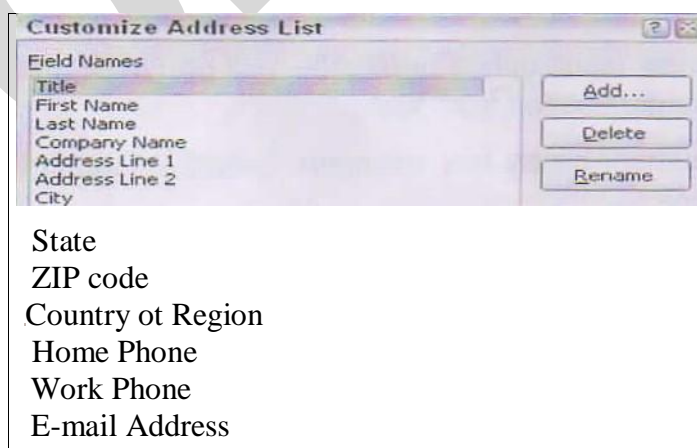 Customize Address List
Field Names
Title
First Name
Last Name
Company Name
Address Line 1
Address Line 2
City
Add...
Delete
Rename
State
ZIP code
Country ot Region
Home Phone
Work Phone
E-mail Address